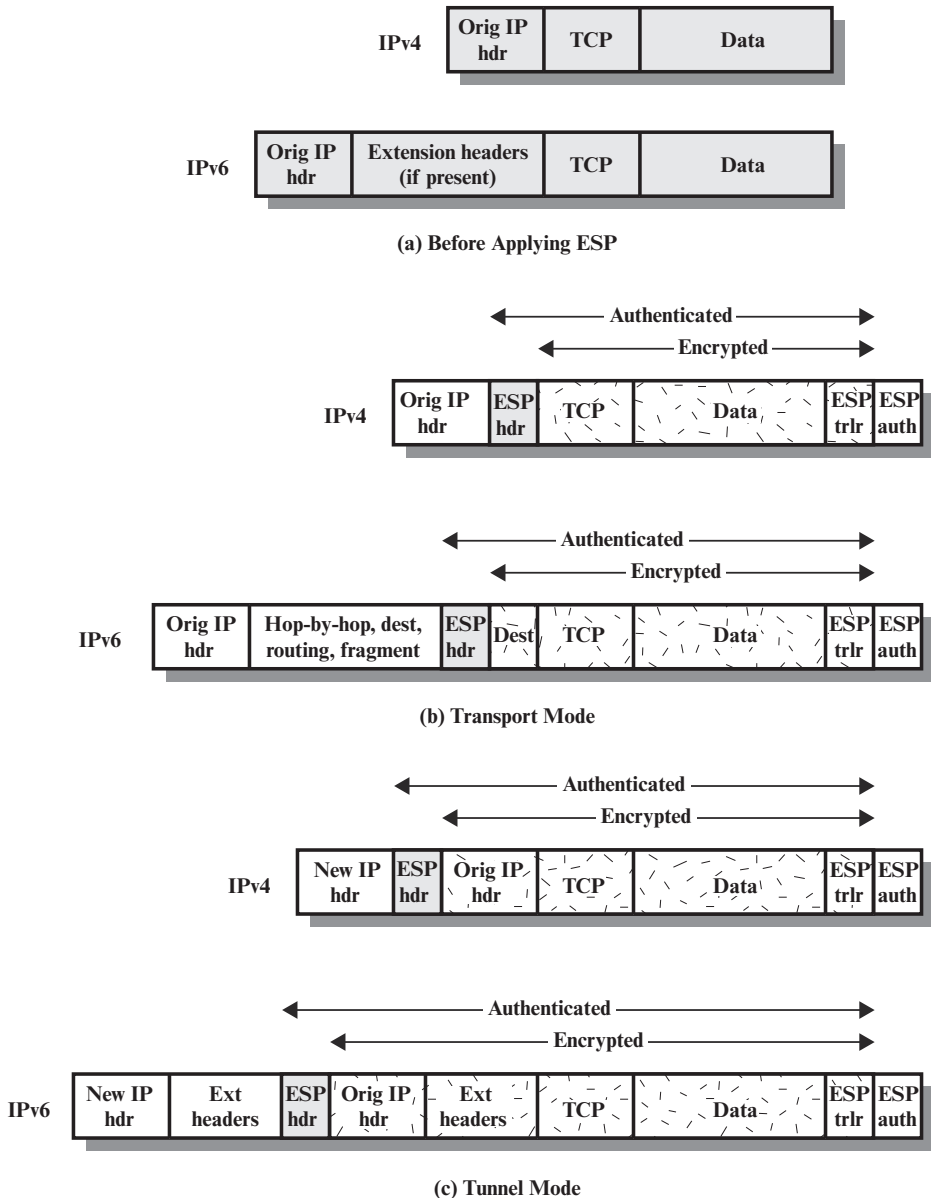 IPv4
Orig IP
hdr
TCP
Data
IPv6
Orig IP
hdr
Extension headers
(if present)
TCP
Data
(a) Before Applying ESP
Authenticated
Encrypted
IPv4
Orig IP
hdr
ESP
hdr
TCP
Data
ESP
trlr
ESP
auth
Authenticated
Encrypted
IPv6
Orig IP
hdr
Hop-by-hop, dest,
routing, fragment
ESP
hdr
Dest
TCP
Data
ESP
trlr
ESP
auth
(b) Transport Mode
Authenticated
Encrypted
IPv4
New IP
hdr
ESP
hdr
Orig IP
hdr
TCP
Data
ESP
trlr
ESP
auth
Authenticated
Encrypted
IPv6
New IP
hdr
Ext
headers
ESP
hdr
Orig IP
hdr
Ext
headers
TCP
Data
ESP
trlr
ESP
auth
(c) Tunnel Mode